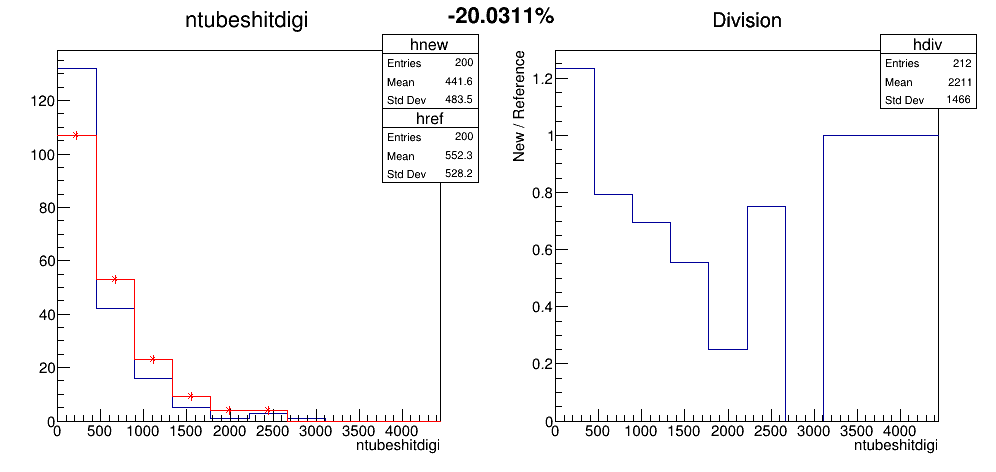 -20.0311%
ntubeshitdigi
hnew
Entries 200
Mean 441.6
Std Dev 483.5
href
Entries 200
Mean 552.3
Std Dev 528.2
120
100
80
60
40
20
0
0 500 1000 1500 2000 2500 3000 3500 4000
ntubeshitdigi
Division
hdiv
Entries 212
Mean 2211
Std Dev 1466
New / Reference
1.2
1
0.8
0.6
0.4
0.2
0
0 500 1000 1500 2000 2500 3000 3500 4000
ntubeshitdigi